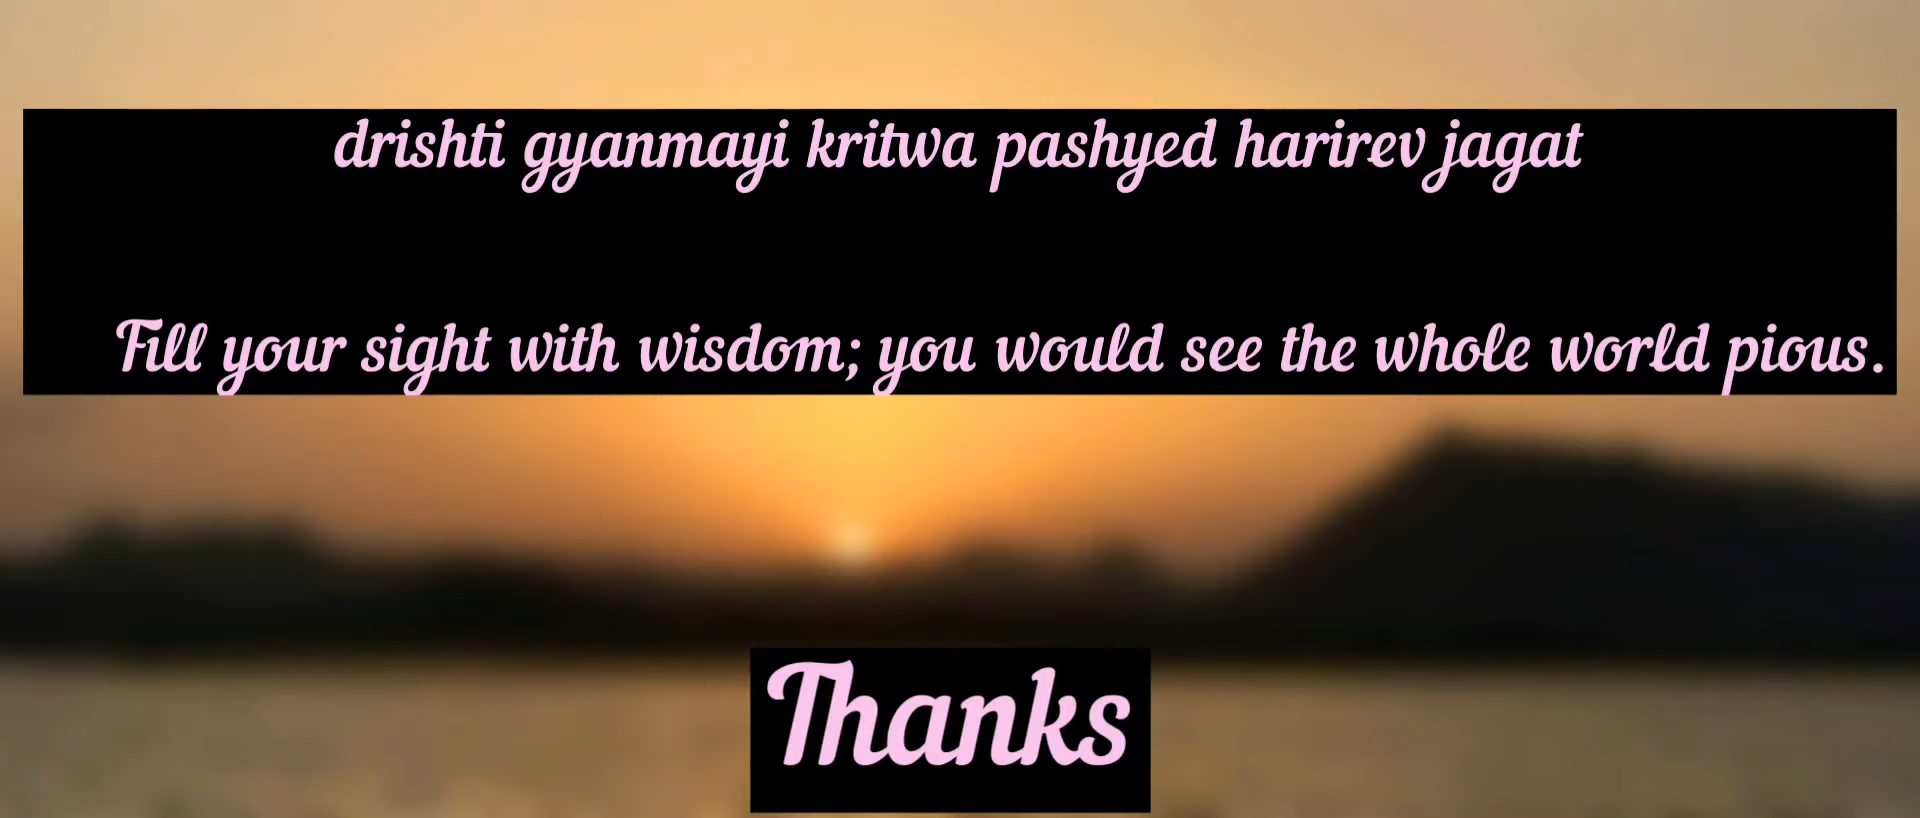 drishti gyanmayi kritwa pashyed harirev jagat
Fill your sight with wisdom; you would see the whole world pious.
Thanks